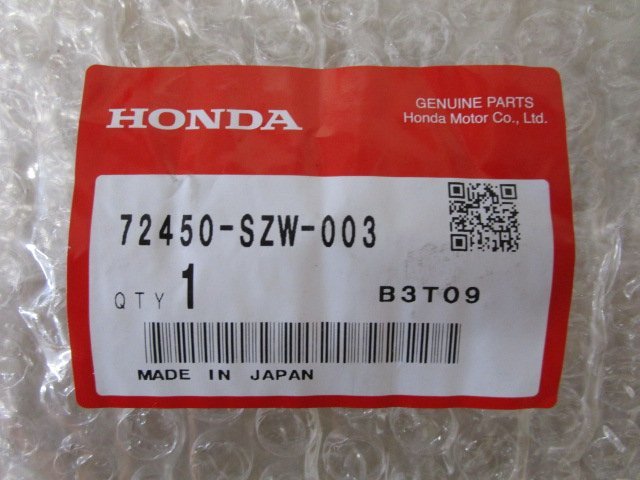 HONDA
GENUINE PARTS
Honda Motor Co., Ltd.
72450-SZW-003
QTY 1
B3T09
MADE IN JAPAN